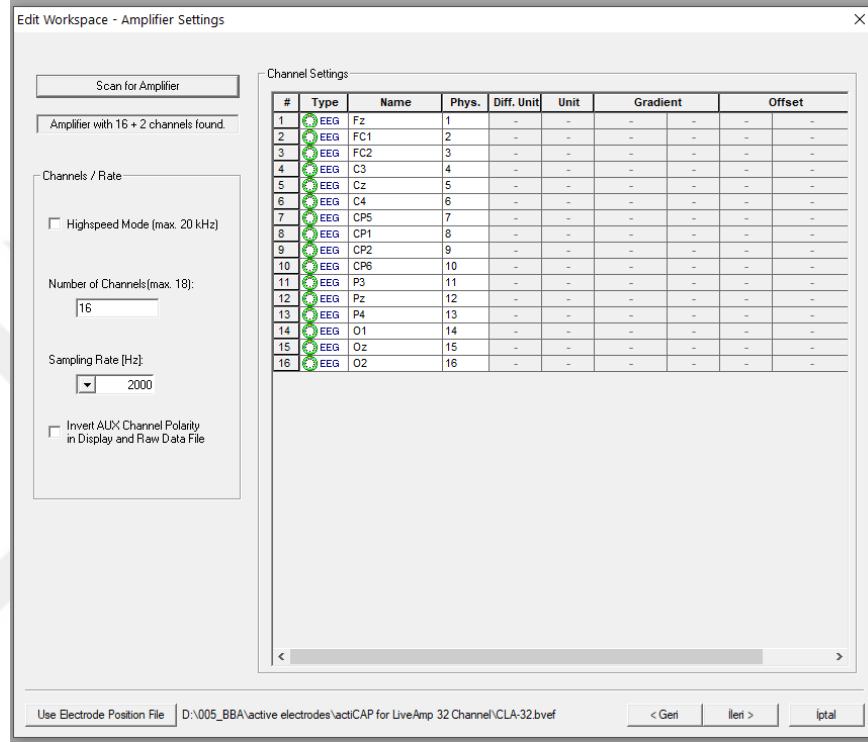 Edit Workspace - Amplifier Settings
Scan for Amplifier
Amplifier with 16 + 2 channels found.
Channels / Rate
Highspeed Mode (max. 20 kHz)
Number of Channels(max. 18):
16
Sampling Rate [Hz]:
2000
Invert AUX Channel Polarity
in Display and Raw Data File
Channel Settings
# Type Name Phys. Diff. Unit Unit Gradient Offset
1 EEG Fz 1 - - - - - -
2 EEG FC1 2 - - - - - -
3 EEG FC2 3 - - - - - -
4 EEG C3 4 - - - - - -
5 EEG Cz 5 - - - - - -
6 EEG C4 6 - - - - - -
7 EEG CP5 7 - - - - - -
8 EEG CP1 8 - - - - - -
9 EEG CP2 9 - - - - - -
10 EEG CP6 10 - - - - - -
11 EEG P3 11 - - - - - -
12 EEG Pz 12 - - - - - -
13 EEG P4 13 - - - - - -
14 EEG O1 14 - - - - - -
15 EEG Oz 15 - - - - - -
16 EEG O2 16 - - - - - -
Use Electrode Position File D:\005_BBA\active electrodes\actiCAP for LiveAmp 32 Channel\CLA-32.bvef < Geri İleri > İptal